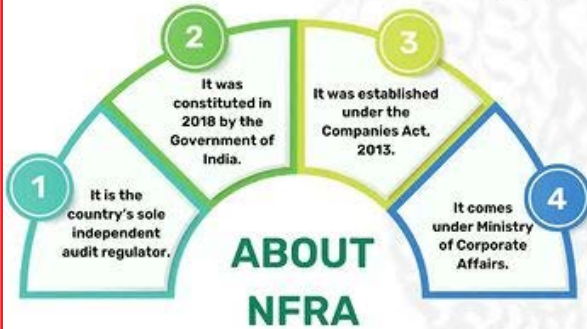 1
It is the
country's sole
independent
audit regulator.
2
It was
constituted in
2018 by the
Government of
India.
3
It was established
under the
Companies Act,
2013.
4
It comes
under Ministry
of Corporate
Affairs.
ABOUT
NFRA